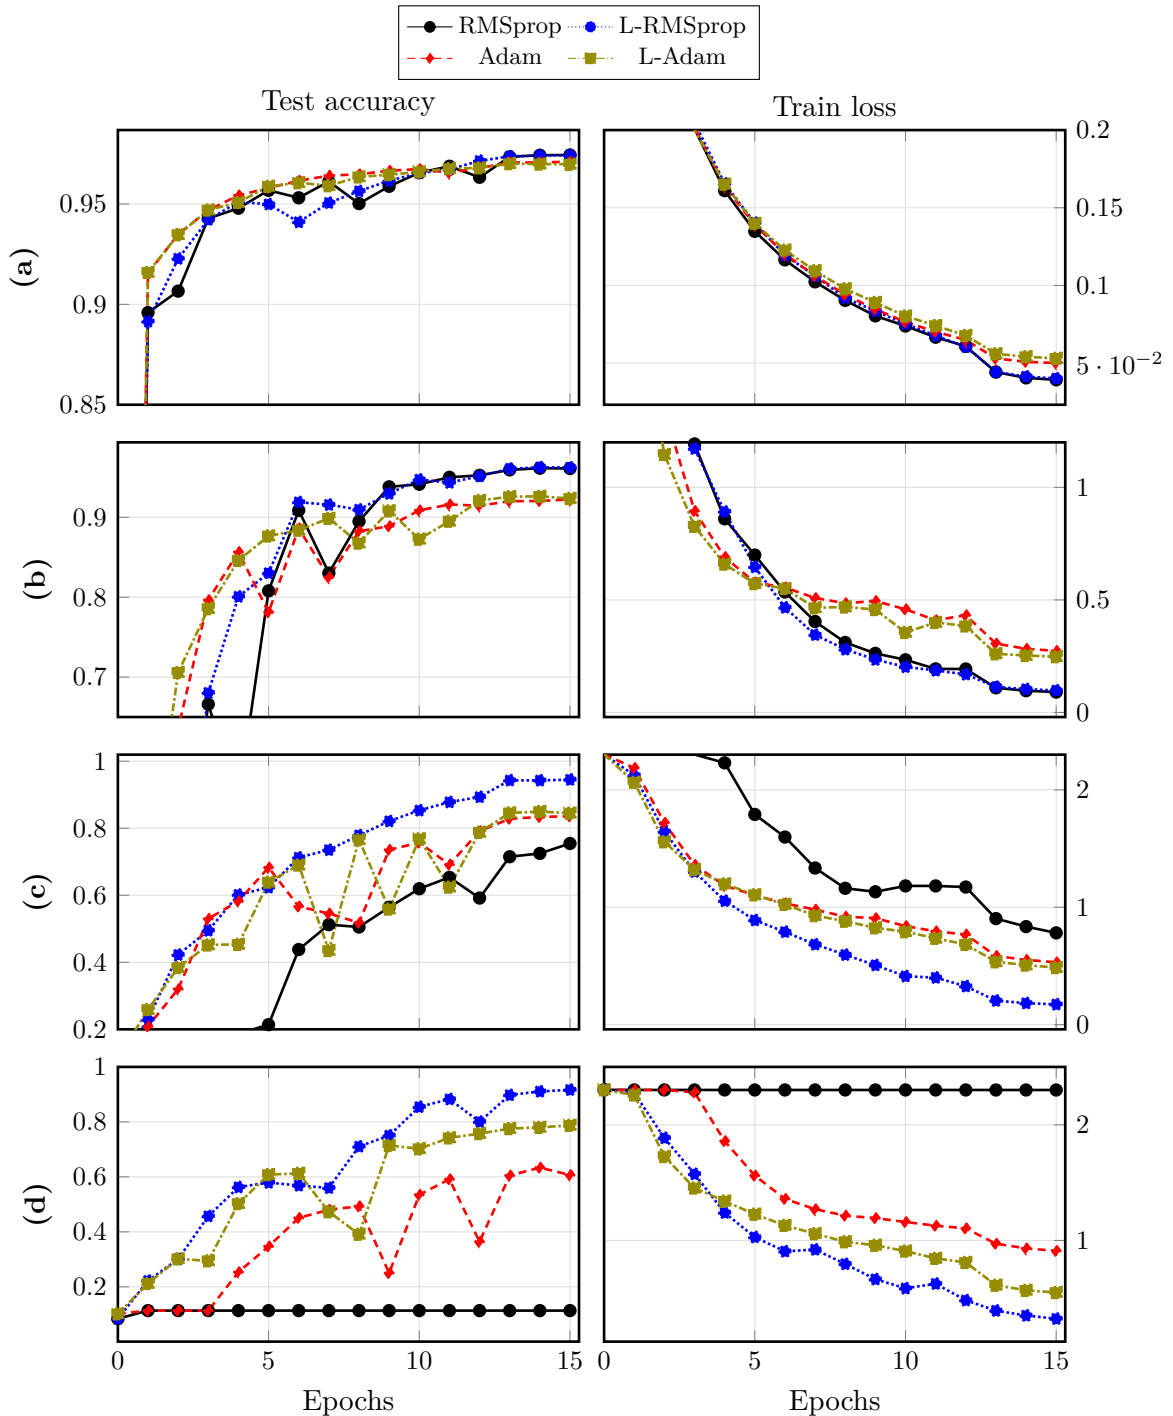 RMSprop L-RMSprop
Adam L-Adam
Test accuracy Train loss
(a)
0.95
0.9
0.85
0.2
0.15
0.1
5 · 10⁻²
(b)
0.9
0.8
0.7
1
0.5
0
(c)
1
0.8
0.6
0.4
0.2
2
1
0
(d)
1
0.8
0.6
0.4
0.2
2
1
0 5 10 15 5 10 15
Epochs Epochs